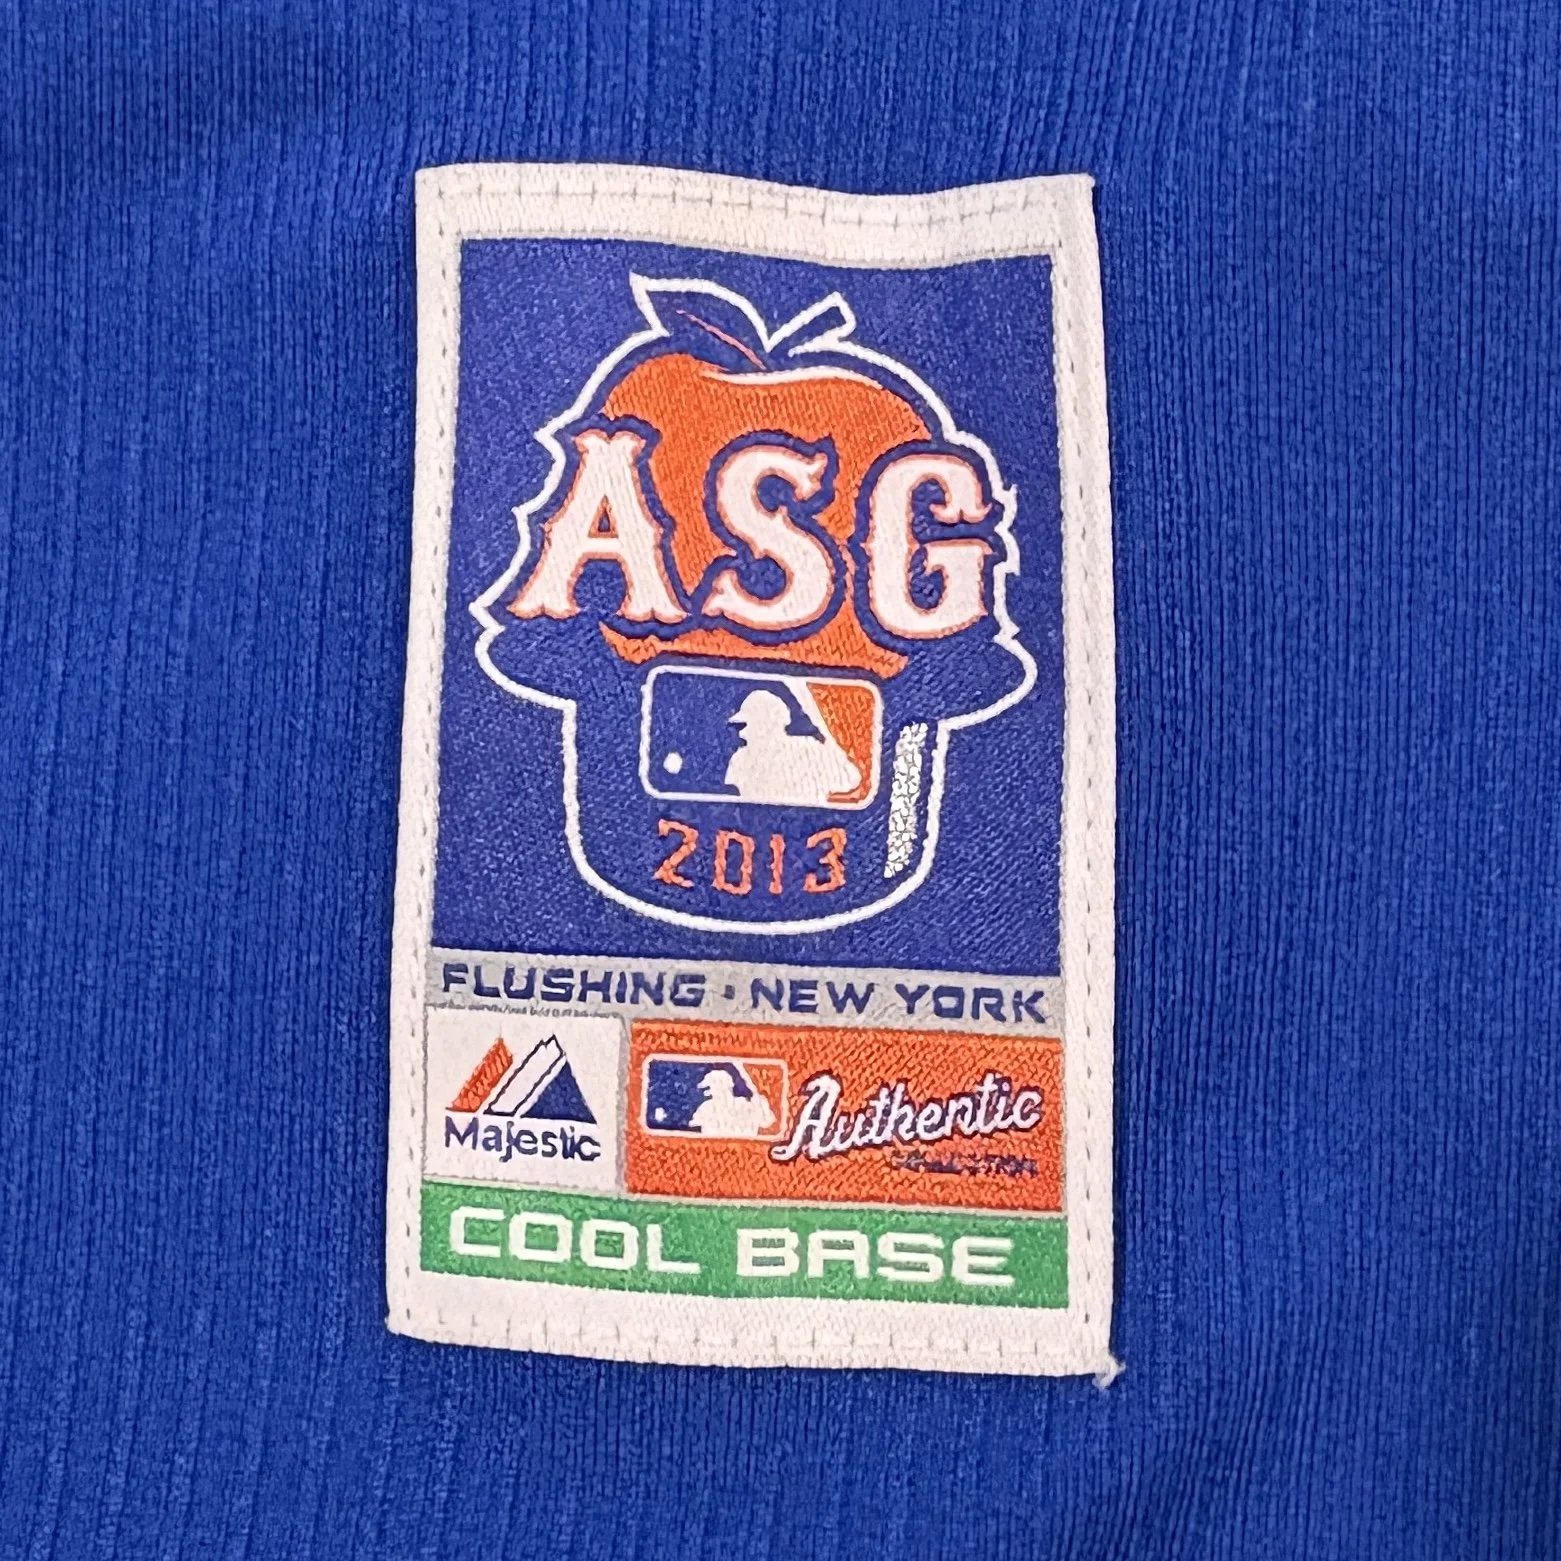 ASG
2013
FLUSHING · NEW YORK
Majestic
Authentic
COOL BASE